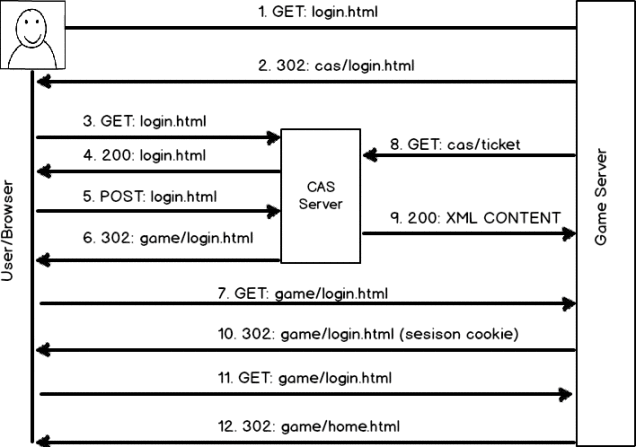 1. GET: login.html
2. 302: cas/login.html
3. GET: login.html
8. GET: cas/ticket
4. 200: login.html
CAS
Server
5. POST: login.html
9. 200: XML CONTENT
6. 302: game/login.html
User/Browser
Game Server
7. GET: game/login.html
10. 302: game/login.html (sesison cookie)
11. GET: game/login.html
12. 302: game/home.html